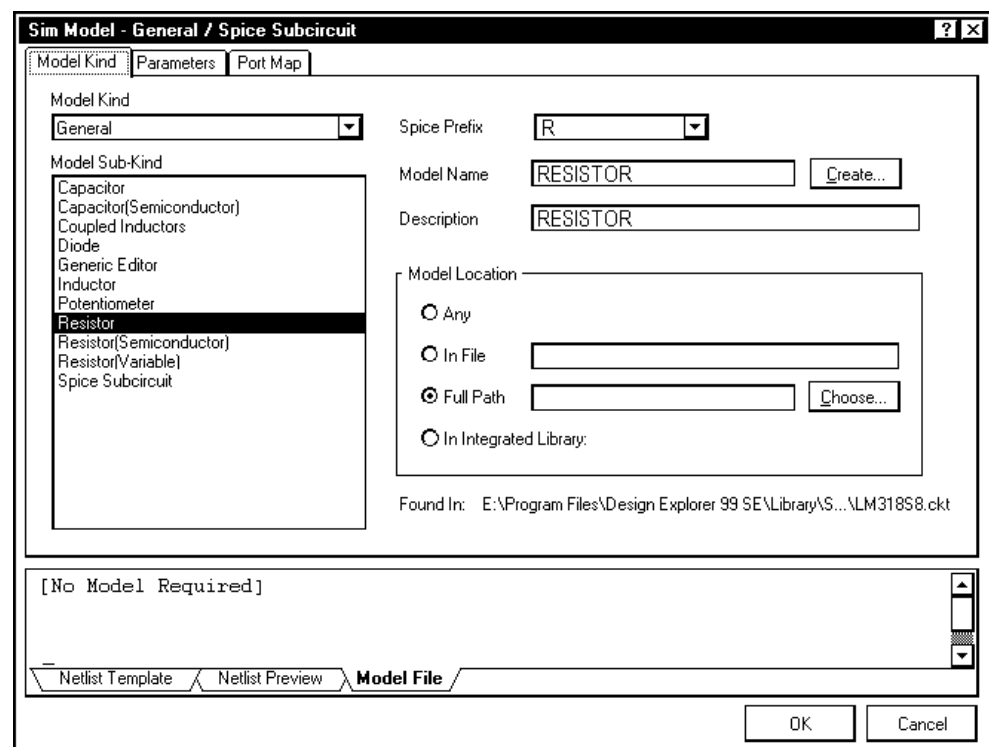 Sim Model - General / Spice Subcircuit
Model Kind Parameters Port Map
Model Kind
General
Model Sub-Kind
Capacitor
Capacitor(Semiconductor)
Coupled Inductors
Diode
Generic Editor
Inductor
Potentiometer
Resistor
Resistor(Semiconductor)
Resistor(Variable)
Spice Subcircuit
Spice Prefix R
Model Name RESISTOR Create...
Description RESISTOR
Model Location
Any
In File
Full Path Choose...
In Integrated Library:
Found In: E:\Program Files\Design Explorer 99 SE\Library\S...\LM318S8.ckt
[No Model Required]
Netlist Template Netlist Preview Model File
OK Cancel